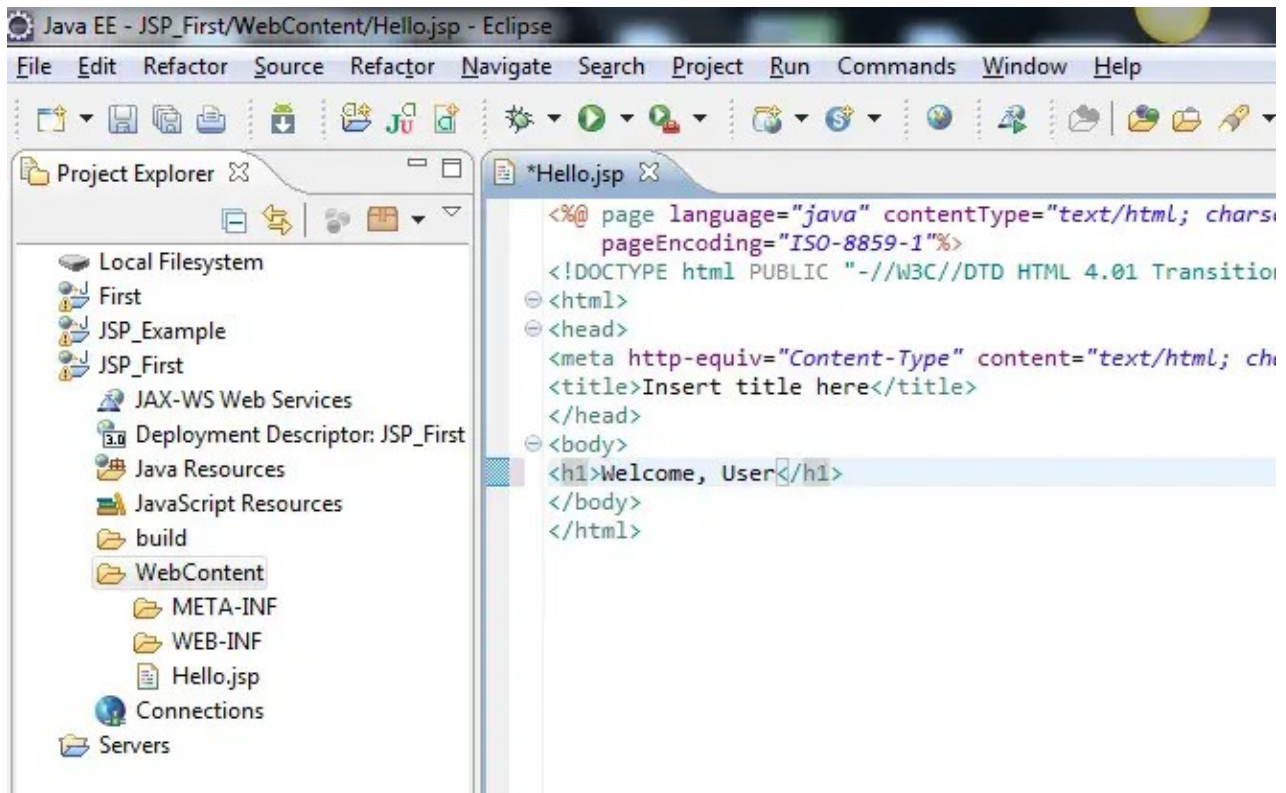 Java EE - JSP_First/WebContent/Hello.jsp - Eclipse
File Edit Refactor Source Refactor Navigate Search Project Run Commands Window Help
Project Explorer
Local Filesystem
First
JSP_Example
JSP_First
JAX-WS Web Services
3.0 Deployment Descriptor: JSP_First
Java Resources
JavaScript Resources
build
WebContent
META-INF
WEB-INF
Hello.jsp
Connections
Servers
*Hello.jsp
<%@ page language="java" contentType="text/html; chars
pageEncoding="ISO-8859-1"%>
<!DOCTYPE html PUBLIC "-//W3C//DTD HTML 4.01 Transition
<html>
<head>
<meta http-equiv="Content-Type" content="text/html; cha
<title>Insert title here</title>
</head>
<body>
<h1>Welcome, User</h1>
</body>
</html>